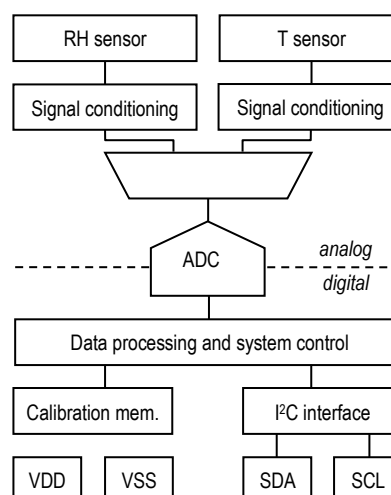 RH sensor
T sensor
Signal conditioning
Signal conditioning
ADC
analog
digital
Data processing and system control
Calibration mem.
I²C interface
VDD
VSS
SDA
SCL